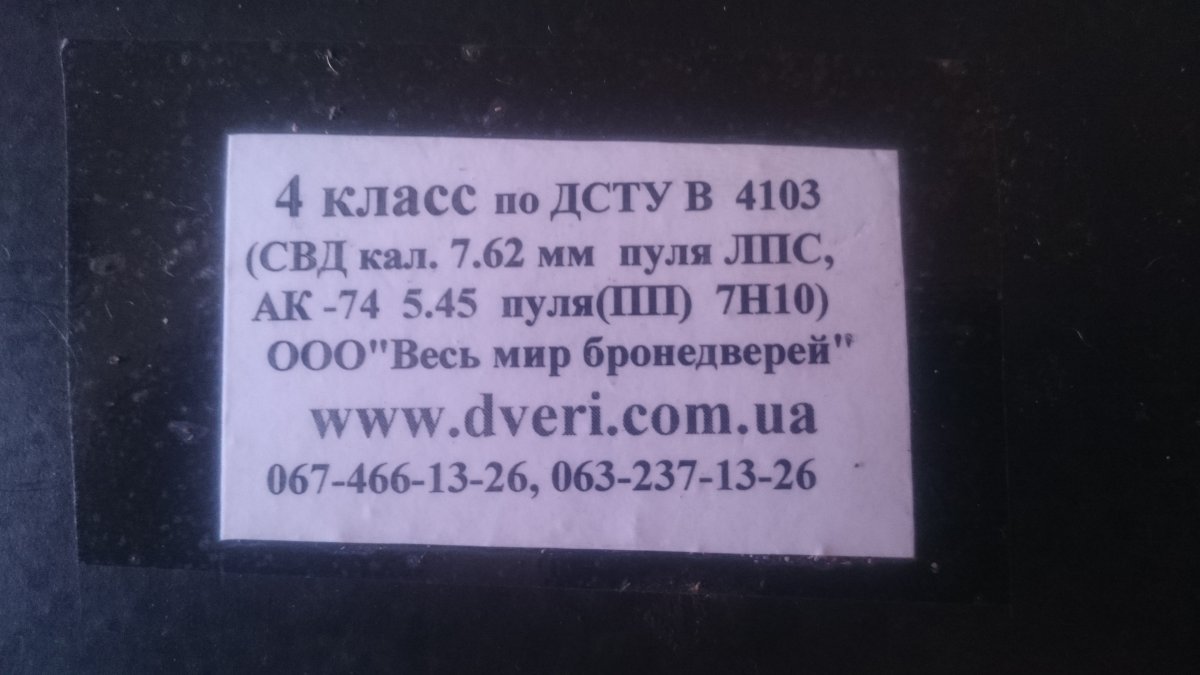 4 класс по ДСТУ В 4103
(СВД кал. 7.62 мм пуля ЛПС,
АК -74 5.45 пуля(ПП) 7Н10)
ООО"Весь мир бронедверей"
www.dveri.com.ua
067-466-13-26, 063-237-13-26